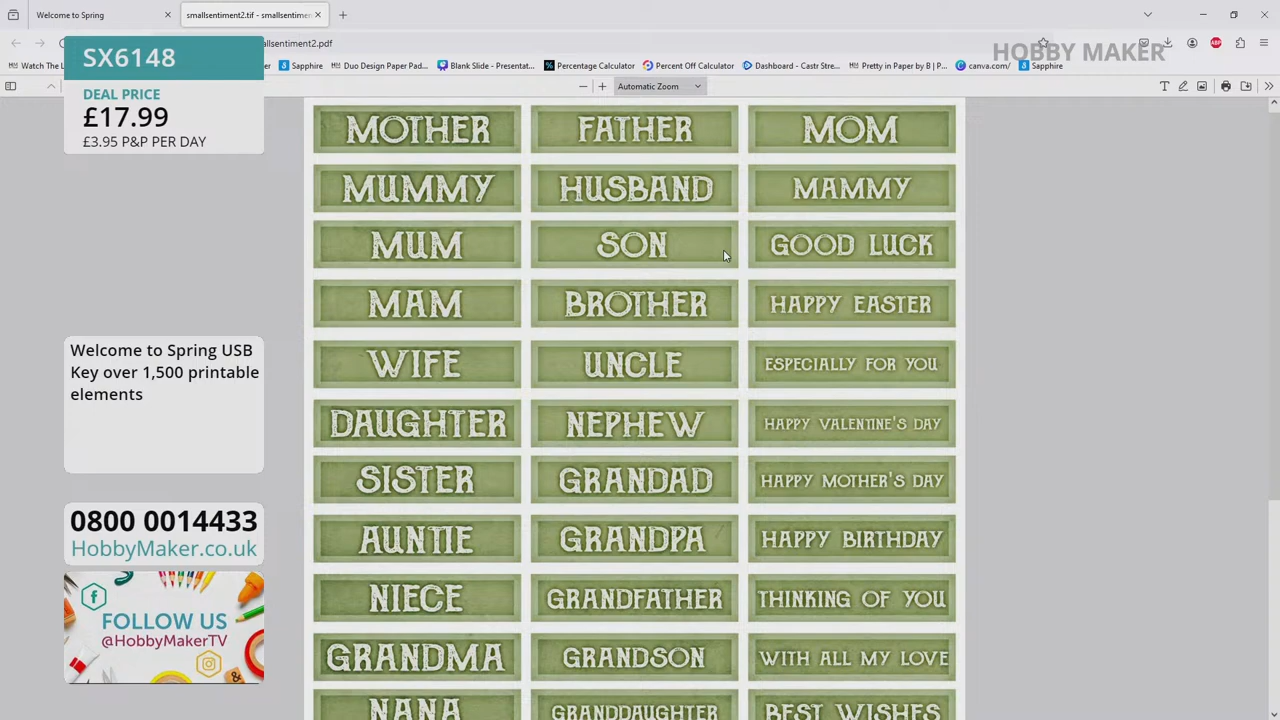 Welcome to Spring
smallsentiment2.tif - smallsentimen
allsentiment2.pdf
HOBBY MAKER
Watch The L
Sapphire
Duo Design Paper Pad...
Blank Slide - Presentat...
Percentage Calculator
Percent Off Calculator
Dashboard - Castr Stre...
Pretty in Paper by B | P...
canva.com/
Sapphire
Automatic Zoom
SX6148
DEAL PRICE
£17.99
£3.95 P&P PER DAY
MOTHER FATHER MOM
MUMMY HUSBAND MAMMY
MUM SON GOOD LUCK
MAM BROTHER HAPPY EASTER
WIFE UNCLE ESPECIALLY FOR YOU
DAUGHTER NEPHEW HAPPY VALENTINE'S DAY
SISTER GRANDAD HAPPY MOTHER'S DAY
AUNTIE GRANDPA HAPPY BIRTHDAY
NIECE GRANDFATHER THINKING OF YOU
GRANDMA GRANDSON WITH ALL MY LOVE
NANA GRANDDAUGHTER BEST WISHES
Welcome to Spring USB
Key over 1,500 printable
elements
0800 0014433
HobbyMaker.co.uk
FOLLOW US
@HobbyMakerTV